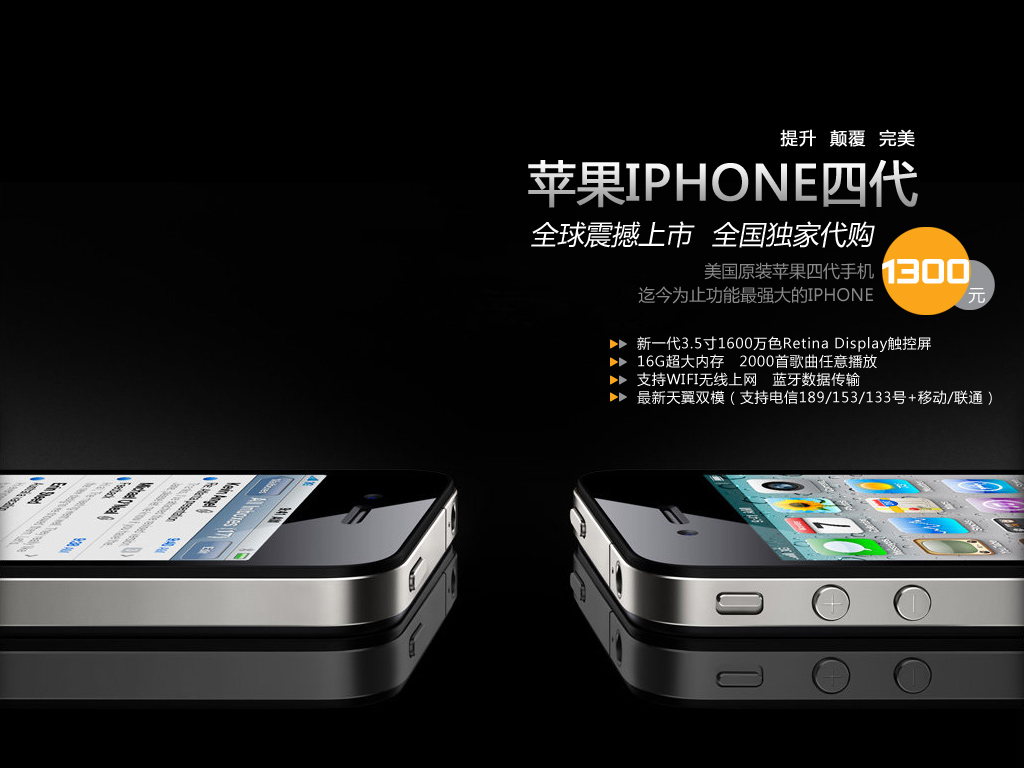 提升 颠覆 完美
苹果IPHONE四代
全球震撼上市 全国独家代购
美国原装苹果四代手机
迄今为止功能最强大的IPHONE
1300
元
新一代3.5寸1600万色Retina Display触控屏
16G超大内存 2000首歌曲任意播放
支持WIFI无线上网 蓝牙数据传输
最新天翼双模（支持电信189/153/133号+移动/联通）